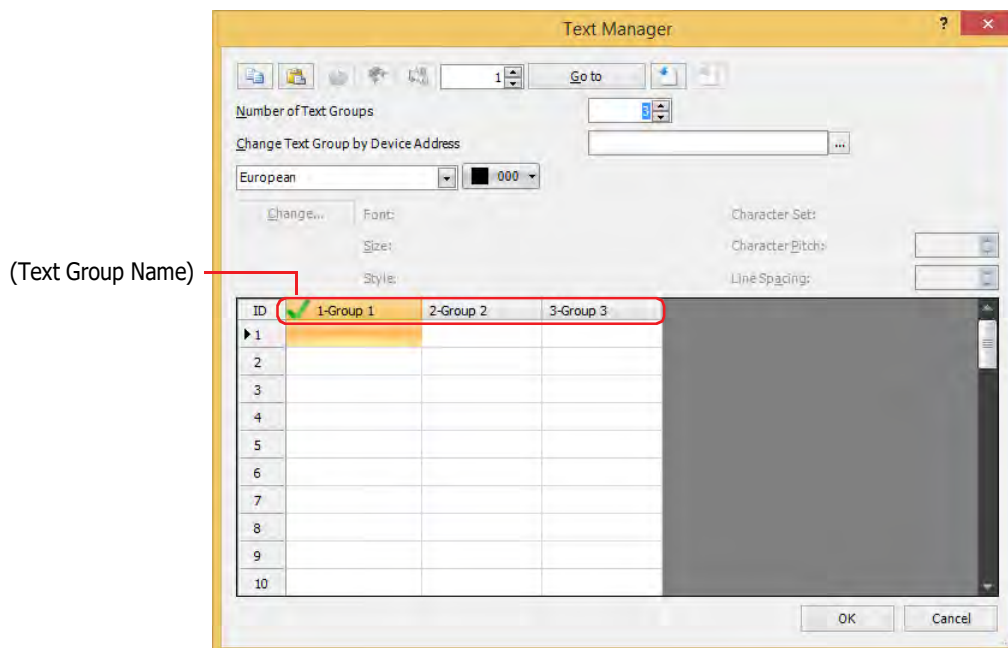 Text Manager
?
1
Go to
Number of Text Groups
3
Change Text Group by Device Address
...
European
000
Change...
Font:
Character Set:
Size:
Character Pitch:
(Text Group Name)
Style:
Line Spacing:
ID 1-Group 1 2-Group 2 3-Group 3
1
2
3
4
5
6
7
8
9
10
OK
Cancel